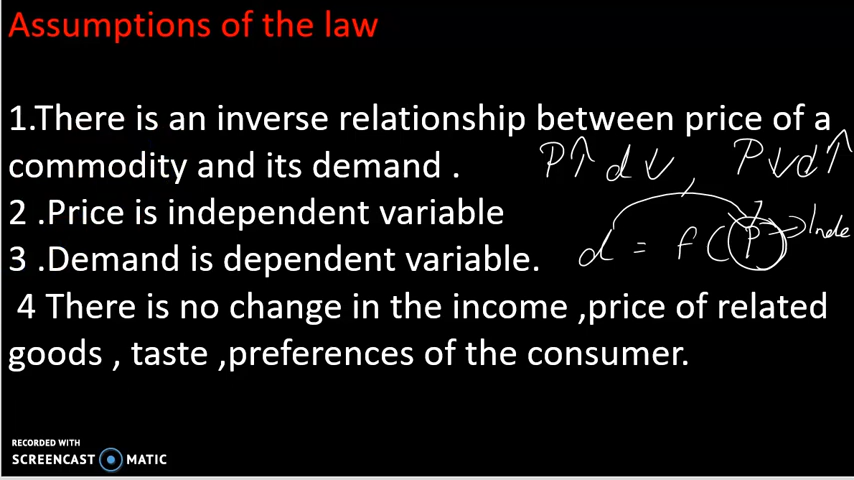 Assumptions of the law
1.There is an inverse relationship between price of a
commodity and its demand .
P↑ d↓, P↓d↑
2 .Price is independent variable
3 .Demand is dependent variable.
d = f(P) → Inde
4 There is no change in the income ,price of related
goods , taste ,preferences of the consumer.
RECORDED WITH
SCREENCAST MATIC